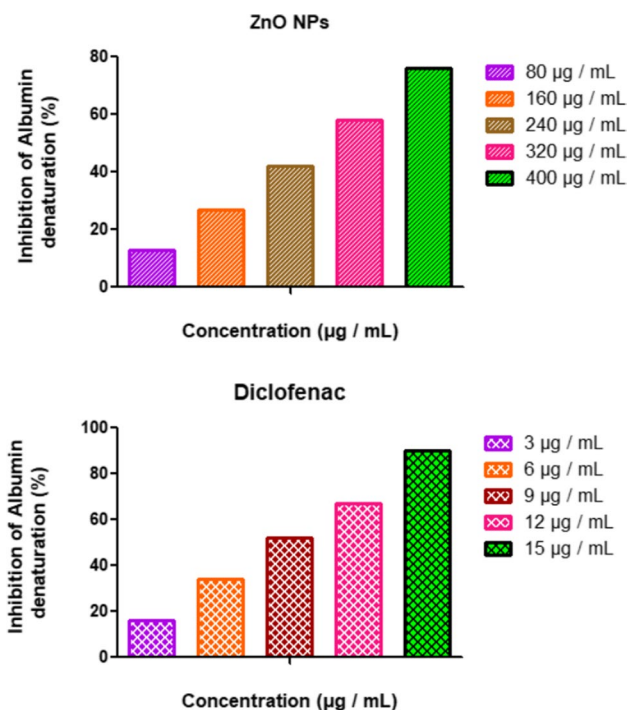 ZnO NPs
Inhibition of Albumin
denaturation (%)
80
60
40
20
0
Concentration (µg / mL)
80 µg / mL
160 µg / mL
240 µg / mL
320 µg / mL
400 µg / mL
Diclofenac
Inhibition of Albumin
denaturation (%)
100
80
60
40
20
0
Concentration (µg / mL)
3 µg / mL
6 µg / mL
9 µg / mL
12 µg / mL
15 µg / mL